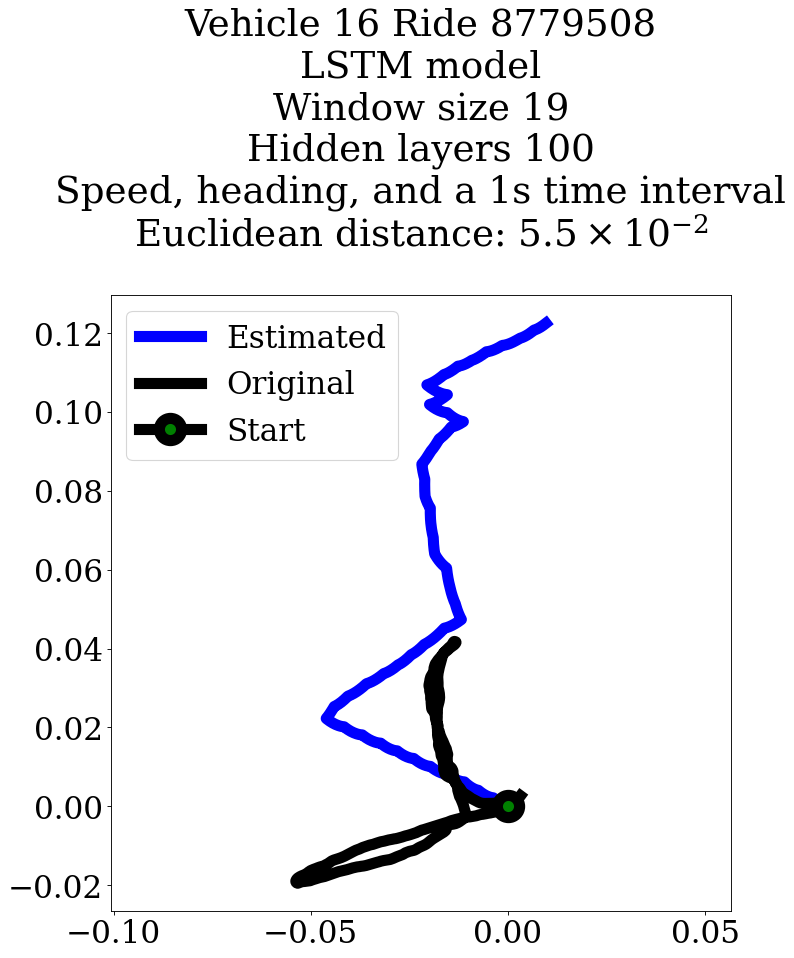 Vehicle 16 Ride 8779508
LSTM model
Window size 19
Hidden layers 100
Speed, heading, and a 1s time interval
Euclidean distance: 5.5 × 10⁻²
Estimated
Original
Start
0.12
0.10
0.08
0.06
0.04
0.02
0.00
−0.02
−0.10
−0.05
0.00
0.05